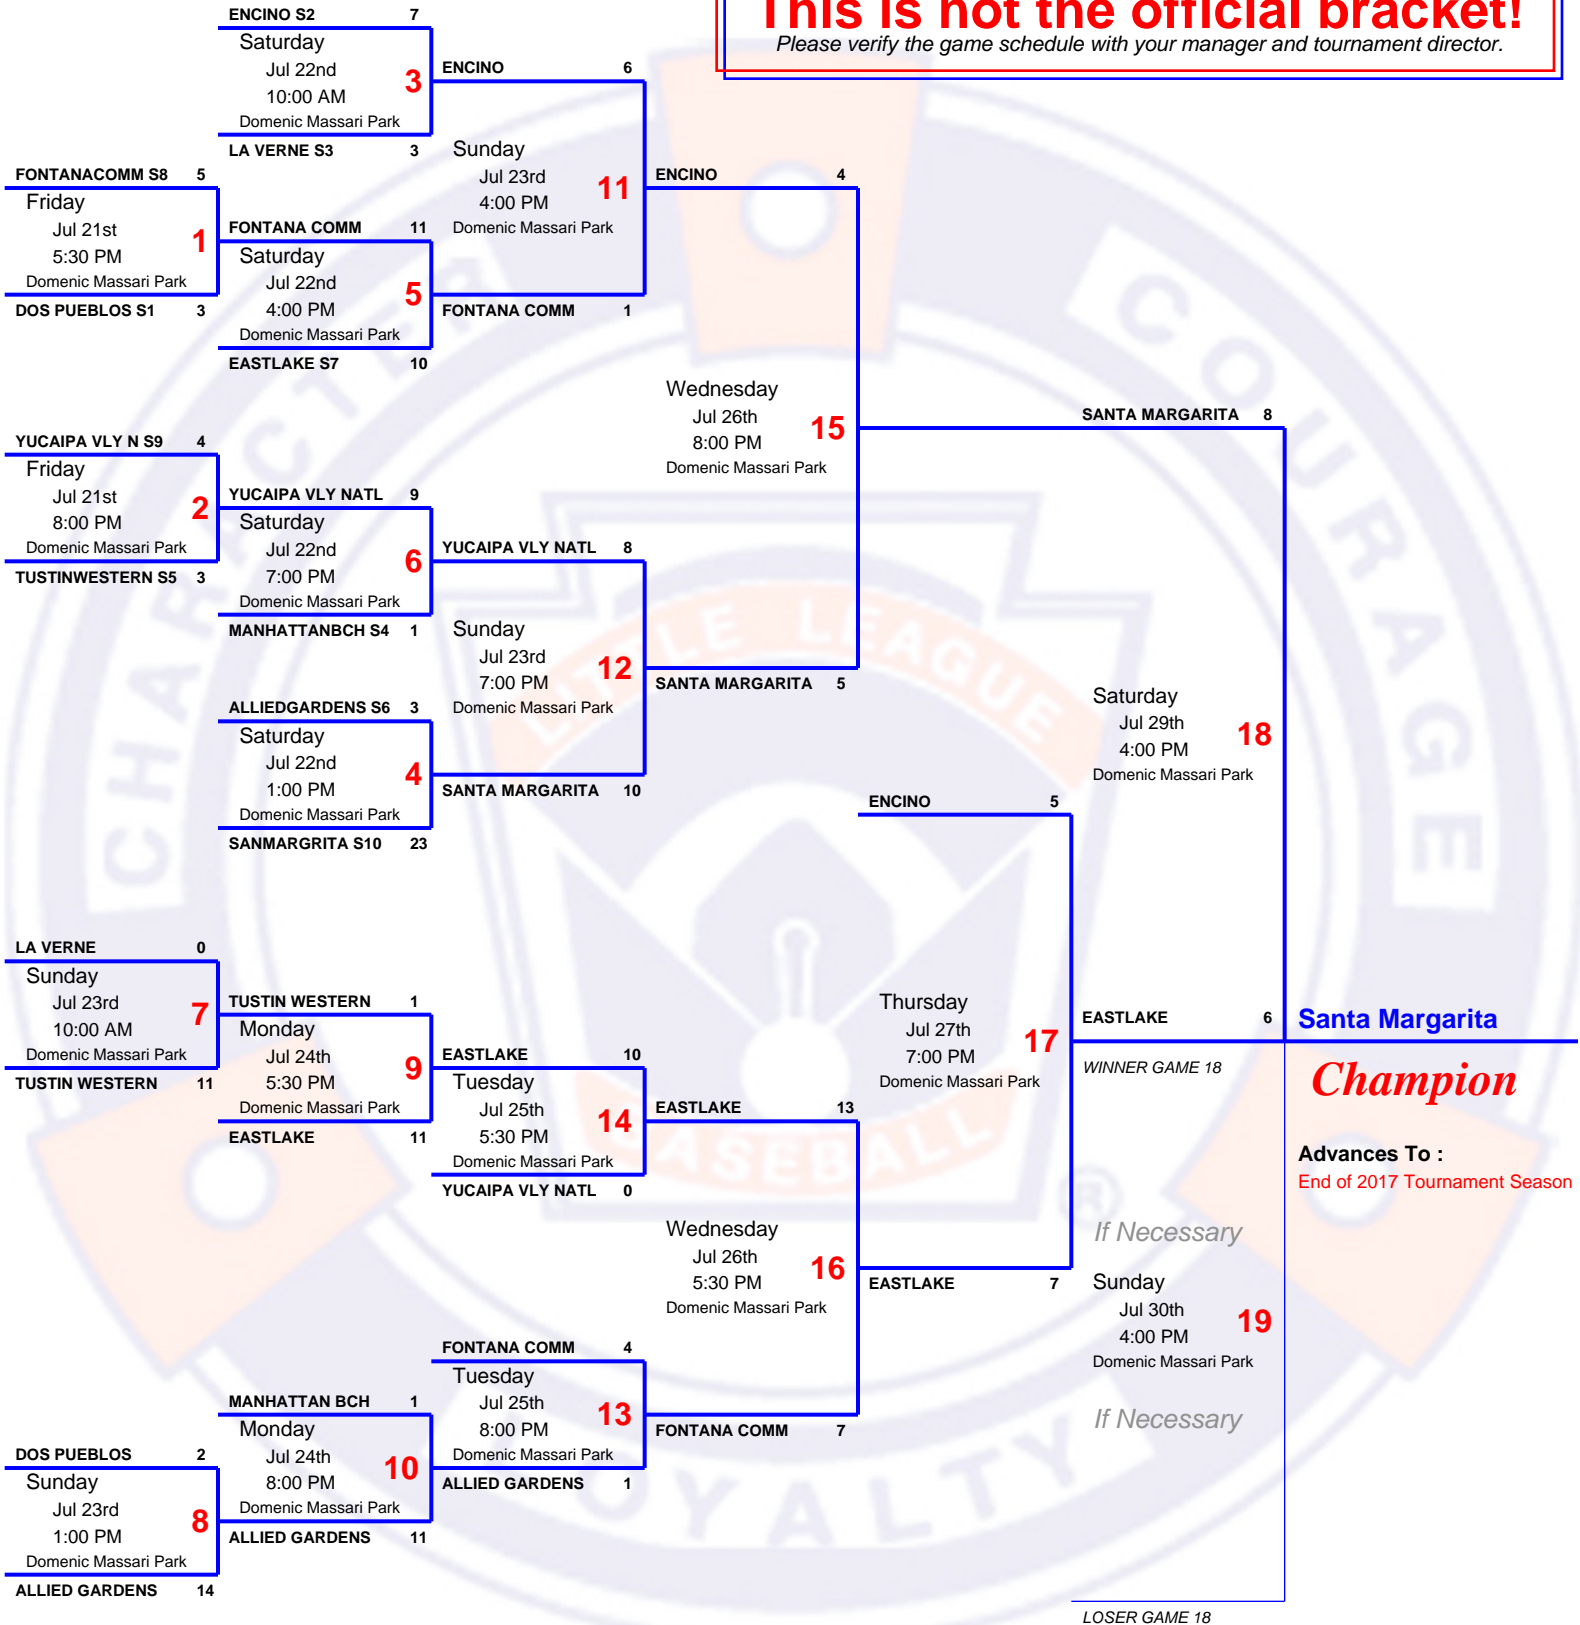 This is not the official bracket!
Please verify the game schedule with your manager and tournament director.
ENCINO S2 7
Saturday
Jul 22nd
10:00 AM
3
Domenic Massari Park
LA VERNE S3 3
FONTANACOMM S8 5
Friday
Jul 21st
5:30 PM
1
Domenic Massari Park
DOS PUEBLOS S1 3
FONTANA COMM 11
Saturday
Jul 22nd
4:00 PM
5
Domenic Massari Park
EASTLAKE S7 10
ENCINO 6
Sunday
Jul 23rd
4:00 PM
11
Domenic Massari Park
FONTANA COMM 1
YUCAIPA VLY N S9 4
Friday
Jul 21st
8:00 PM
2
Domenic Massari Park
TUSTINWESTERN S5 3
YUCAIPA VLY NATL 9
Saturday
Jul 22nd
7:00 PM
6
Domenic Massari Park
MANHATTANBCH S4 1
ALLIEDGARDENS S6 3
Saturday
Jul 22nd
1:00 PM
4
Domenic Massari Park
SANMARGRITA S10 23
YUCAIPA VLY NATL 8
Sunday
Jul 23rd
7:00 PM
12
Domenic Massari Park
SANTA MARGARITA 10
ENCINO 4
Wednesday
Jul 26th
8:00 PM
15
Domenic Massari Park
SANTA MARGARITA 5
LA VERNE 0
Sunday
Jul 23rd
10:00 AM
7
Domenic Massari Park
TUSTIN WESTERN 11
TUSTIN WESTERN 1
Monday
Jul 24th
5:30 PM
9
Domenic Massari Park
EASTLAKE 11
EASTLAKE 10
Tuesday
Jul 25th
5:30 PM
14
Domenic Massari Park
YUCAIPA VLY NATL 0
DOS PUEBLOS 2
Sunday
Jul 23rd
1:00 PM
8
Domenic Massari Park
ALLIED GARDENS 14
MANHATTAN BCH 1
Monday
Jul 24th
8:00 PM
10
Domenic Massari Park
ALLIED GARDENS 11
FONTANA COMM 4
Tuesday
Jul 25th
8:00 PM
13
Domenic Massari Park
ALLIED GARDENS 1
EASTLAKE 13
Wednesday
Jul 26th
5:30 PM
16
Domenic Massari Park
FONTANA COMM 7
ENCINO 5
Thursday
Jul 27th
7:00 PM
17
Domenic Massari Park
EASTLAKE 7
SANTA MARGARITA 8
Saturday
Jul 29th
4:00 PM
18
Domenic Massari Park
EASTLAKE 6
WINNER GAME 18
If Necessary
Sunday
Jul 30th
4:00 PM
19
Domenic Massari Park
If Necessary
LOSER GAME 18
Santa Margarita
Champion
Advances To :
End of 2017 Tournament Season
CHARACTER
COURAGE
LOYALTY
LITTLE LEAGUE
BASEBALL
®